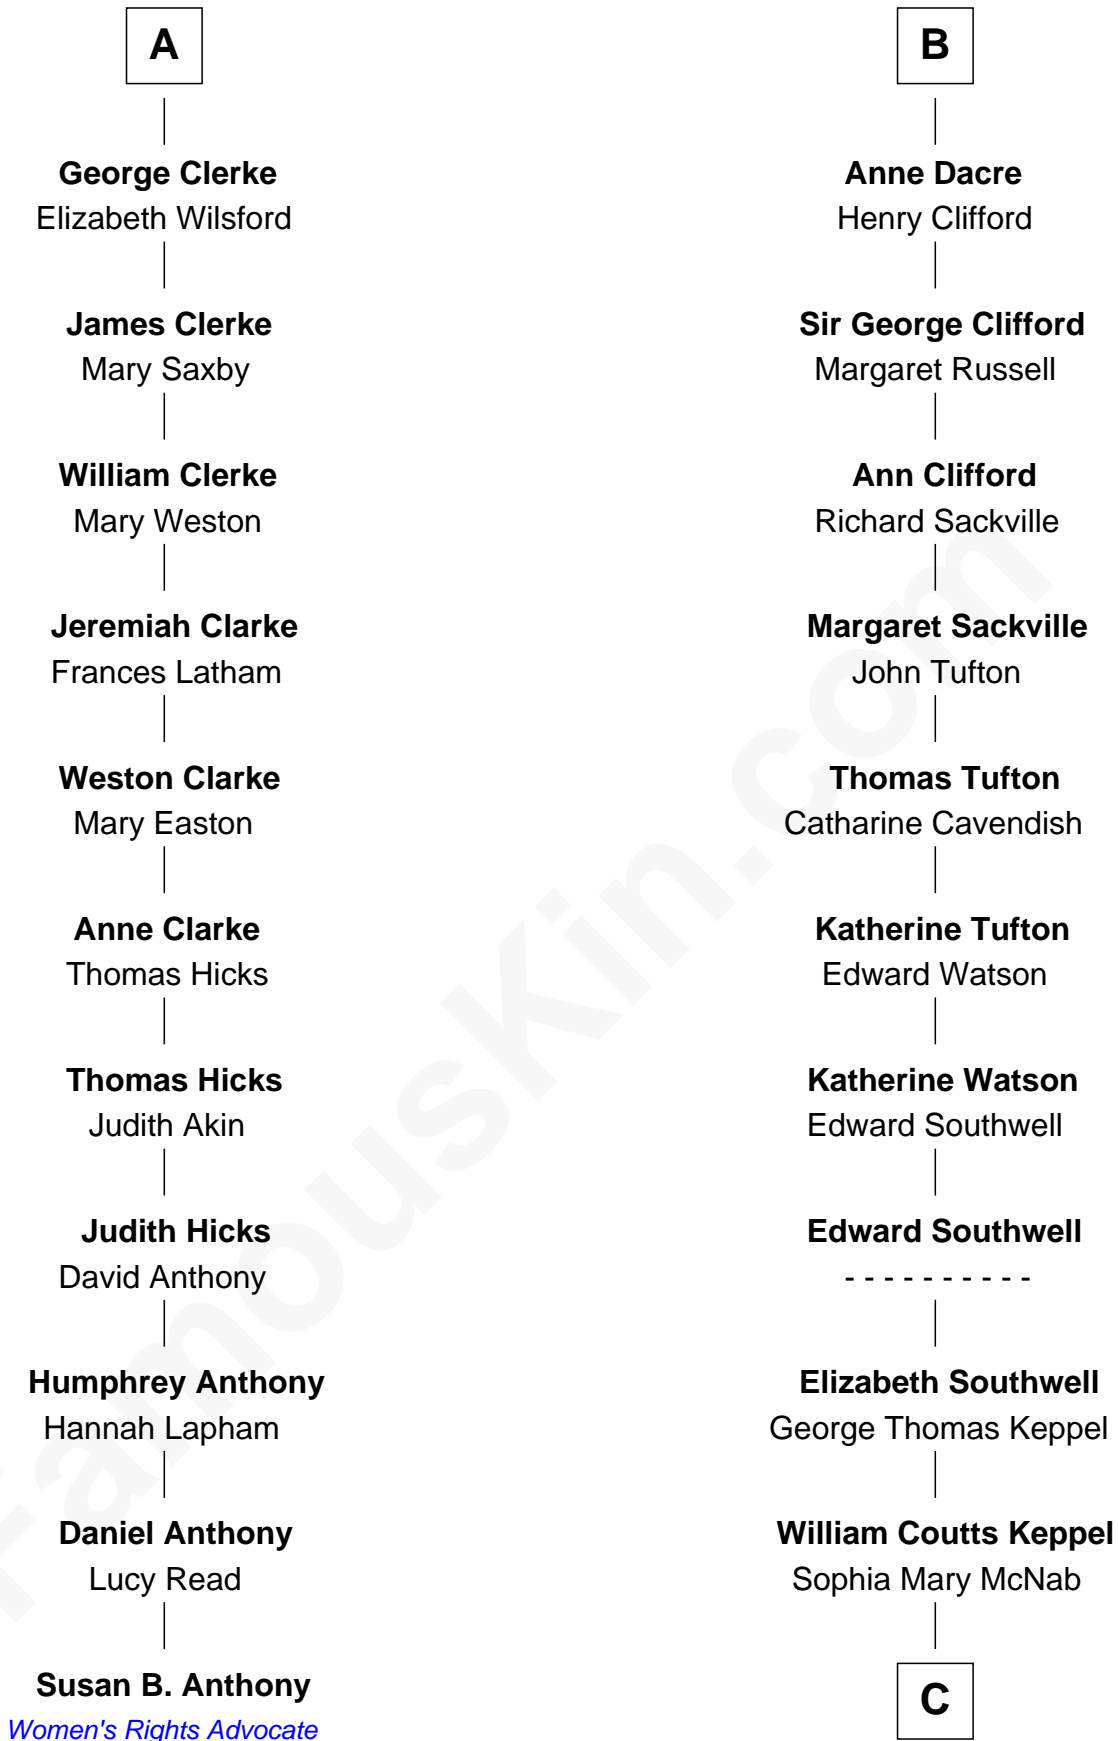 A
George Clerke
Elizabeth Wilsford
James Clerke
Mary Saxby
William Clerke
Mary Weston
Jeremiah Clarke
Frances Latham
Weston Clarke
Mary Easton
Anne Clarke
Thomas Hicks
Thomas Hicks
Judith Akin
Judith Hicks
David Anthony
Humphrey Anthony
Hannah Lapham
Daniel Anthony
Lucy Read
Susan B. Anthony
Women's Rights Advocate
B
Anne Dacre
Henry Clifford
Sir George Clifford
Margaret Russell
Ann Clifford
Richard Sackville
Margaret Sackville
John Tufton
Thomas Tufton
Catharine Cavendish
Katherine Tufton
Edward Watson
Katherine Watson
Edward Southwell
Edward Southwell
- - - - - - - - - -
Elizabeth Southwell
George Thomas Keppel
William Coutts Keppel
Sophia Mary McNab
C
FamousKin.com